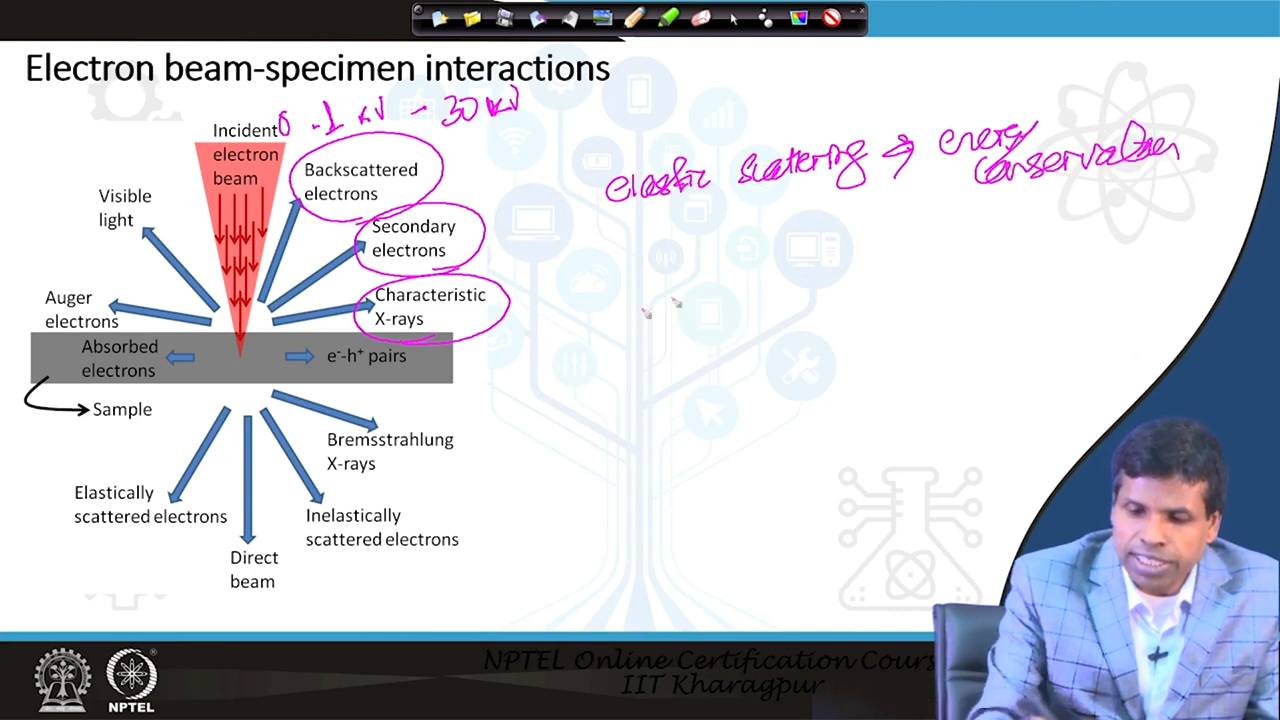 Electron beam-specimen interactions
0.1 kV - 30 kV
Incident
electron
beam
Backscattered
electrons
elastic scattering ⇒ energy
conservation
Visible
light
Secondary
electrons
Characteristic
X-rays
Auger
electrons
Absorbed
electrons
e⁻-h⁺ pairs
Sample
Bremsstrahlung
X-rays
Elastically
scattered electrons
Inelastically
scattered electrons
Direct
beam
NPTEL Online Certification Cours
IIT Kharagpur
NPTEL